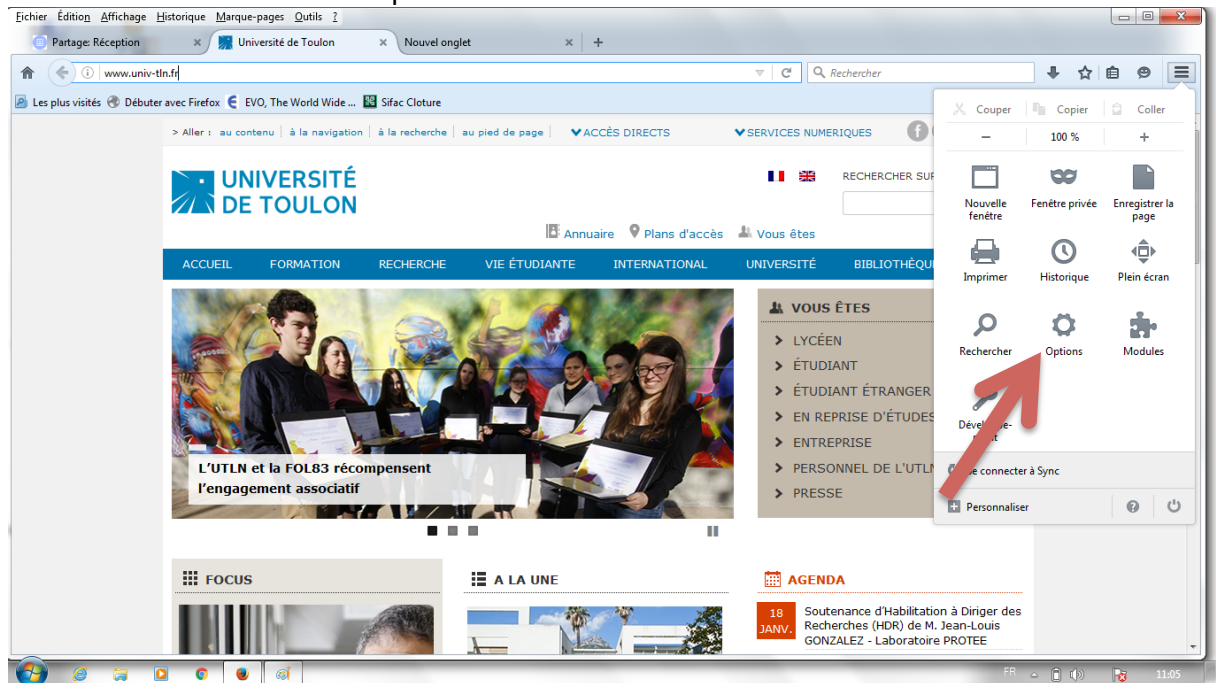 Fichier Édition Affichage Historique Marque-pages Outils ?
Partage: Réception × Université de Toulon × Nouvel onglet × +
www.univ-tln.fr Rechercher
Les plus visités Débuter avec Firefox EVO, The World Wide ... Sifac Cloture
Couper Copier Coller
− 100 % +
Nouvelle fenêtre
Fenêtre privée
Enregistrer la page
Imprimer Historique Plein écran
Rechercher Options Modules
Se connecter à Sync
Personnaliser
> Aller : au contenu | à la navigation | à la recherche | au pied de page | ACCÈS DIRECTS SERVICES NUMERIQUES
UNIVERSITÉ
DE TOULON
RECHERCHER SUR
Annuaire Plans d'accès Vous êtes
ACCUEIL FORMATION RECHERCHE VIE ÉTUDIANTE INTERNATIONAL UNIVERSITÉ
L'UTLN et la FOL83 récompensent
l'engagement associatif
VOUS ÊTES
LYCÉEN
ÉTUDIANT
ÉTUDIANT ÉTRANGER
EN REPRISE D'ÉTUDES
ENTREPRISE
PERSONNEL DE L'UTLN
PRESSE
FOCUS
A LA UNE
AGENDA
18
JANV.
Soutenance d'Habilitation à Diriger des
Recherches (HDR) de M. Jean-Louis
GONZALEZ - Laboratoire PROTEE
FR 11:05